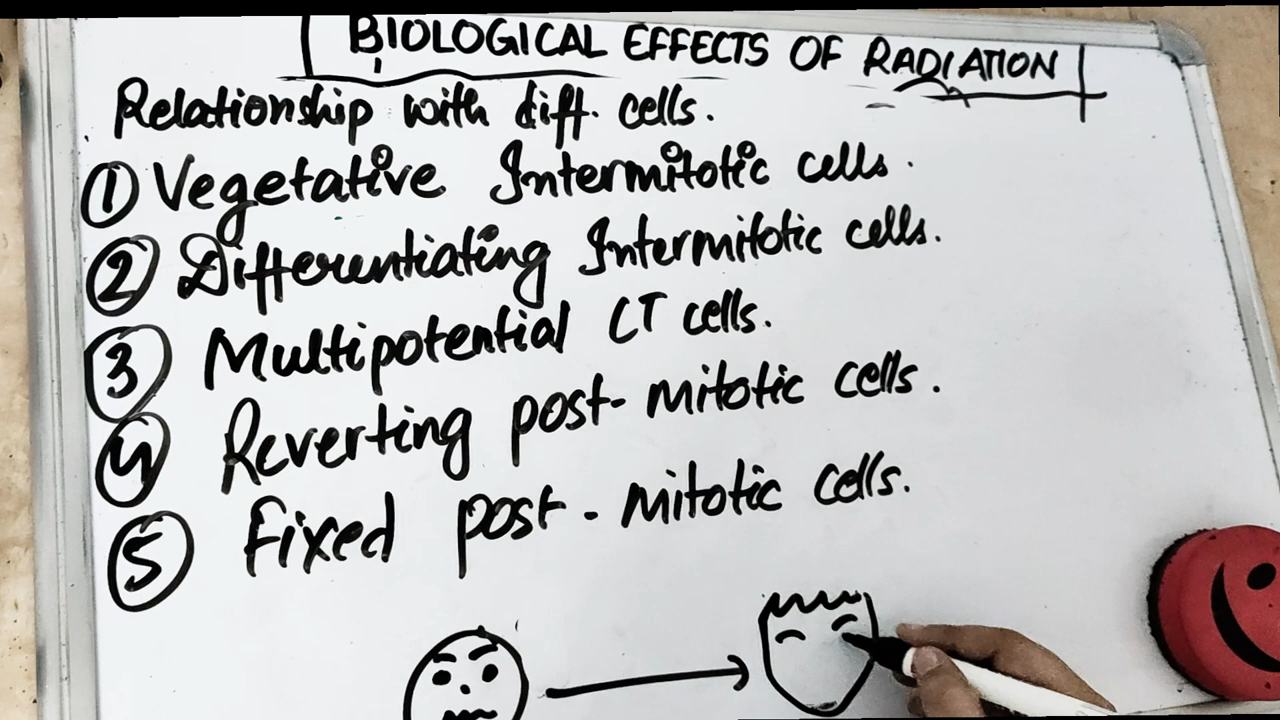 BIOLOGICAL EFFECTS OF RADIATION
Relationship with diff. cells.
① Vegetative Intermitotic cells.
② Differentiating Intermitotic cells.
③ Multipotential CT cells.
④ Reverting post-mitotic cells.
⑤ Fixed post-mitotic cells.